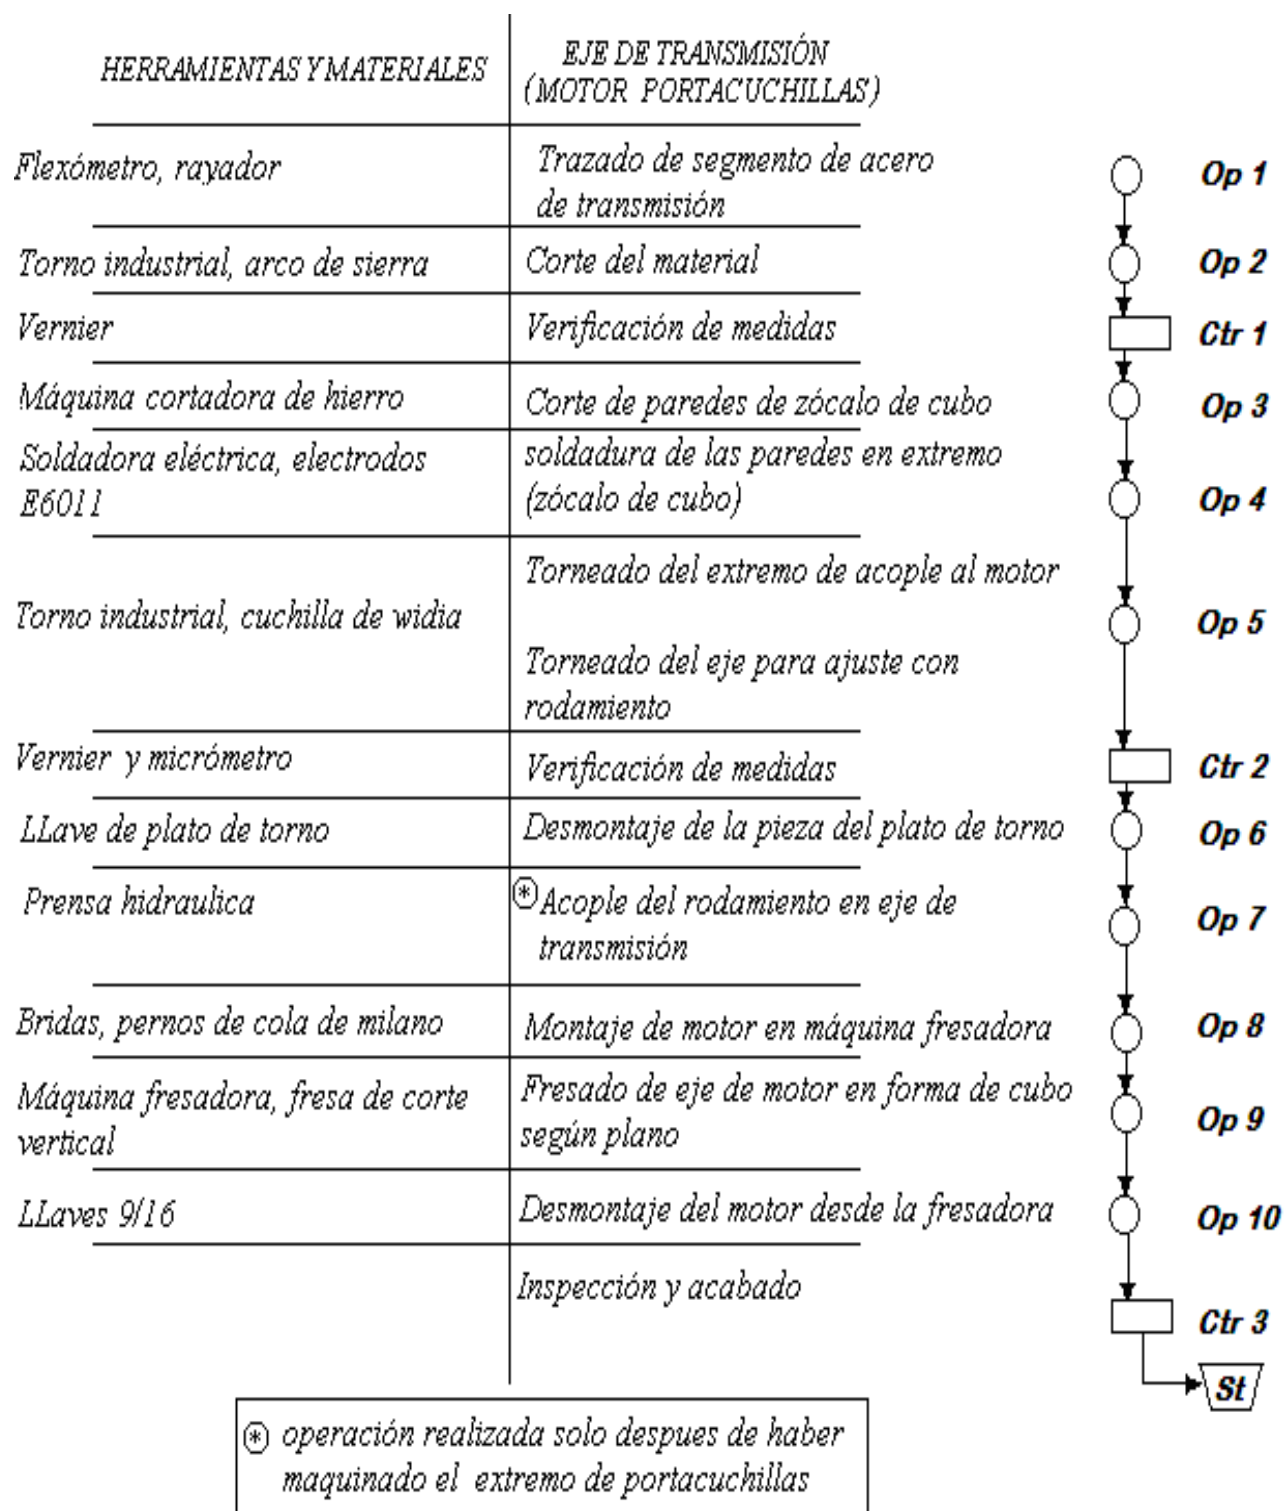 HERRAMIENTAS Y MATERIALES
EJE DE TRANSMISIÓN
(MOTOR PORTACUCHILLAS)
Flexómetro, rayador
Trazado de segmento de acero
de transmisión
Op 1
Torno industrial, arco de sierra
Corte del material
Op 2
Vernier
Verificación de medidas
Ctr 1
Máquina cortadora de hierro
Corte de paredes de zócalo de cubo
Op 3
Soldadora eléctrica, electrodos
E6011
soldadura de las paredes en extremo
(zócalo de cubo)
Op 4
Torno industrial, cuchilla de widia
Torneado del extremo de acople al motor
Torneado del eje para ajuste con
rodamiento
Op 5
Vernier y micrómetro
Verificación de medidas
Ctr 2
LLave de plato de torno
Desmontaje de la pieza del plato de torno
Op 6
Prensa hidraulica
* Acople del rodamiento en eje de
transmisión
Op 7
Bridas, pernos de cola de milano
Montaje de motor en máquina fresadora
Op 8
Máquina fresadora, fresa de corte
vertical
Fresado de eje de motor en forma de cubo
según plano
Op 9
LLaves 9/16
Desmontaje del motor desde la fresadora
Op 10
Inspección y acabado
Ctr 3
St
* operación realizada solo despues de haber
maquinado el extremo de portacuchillas